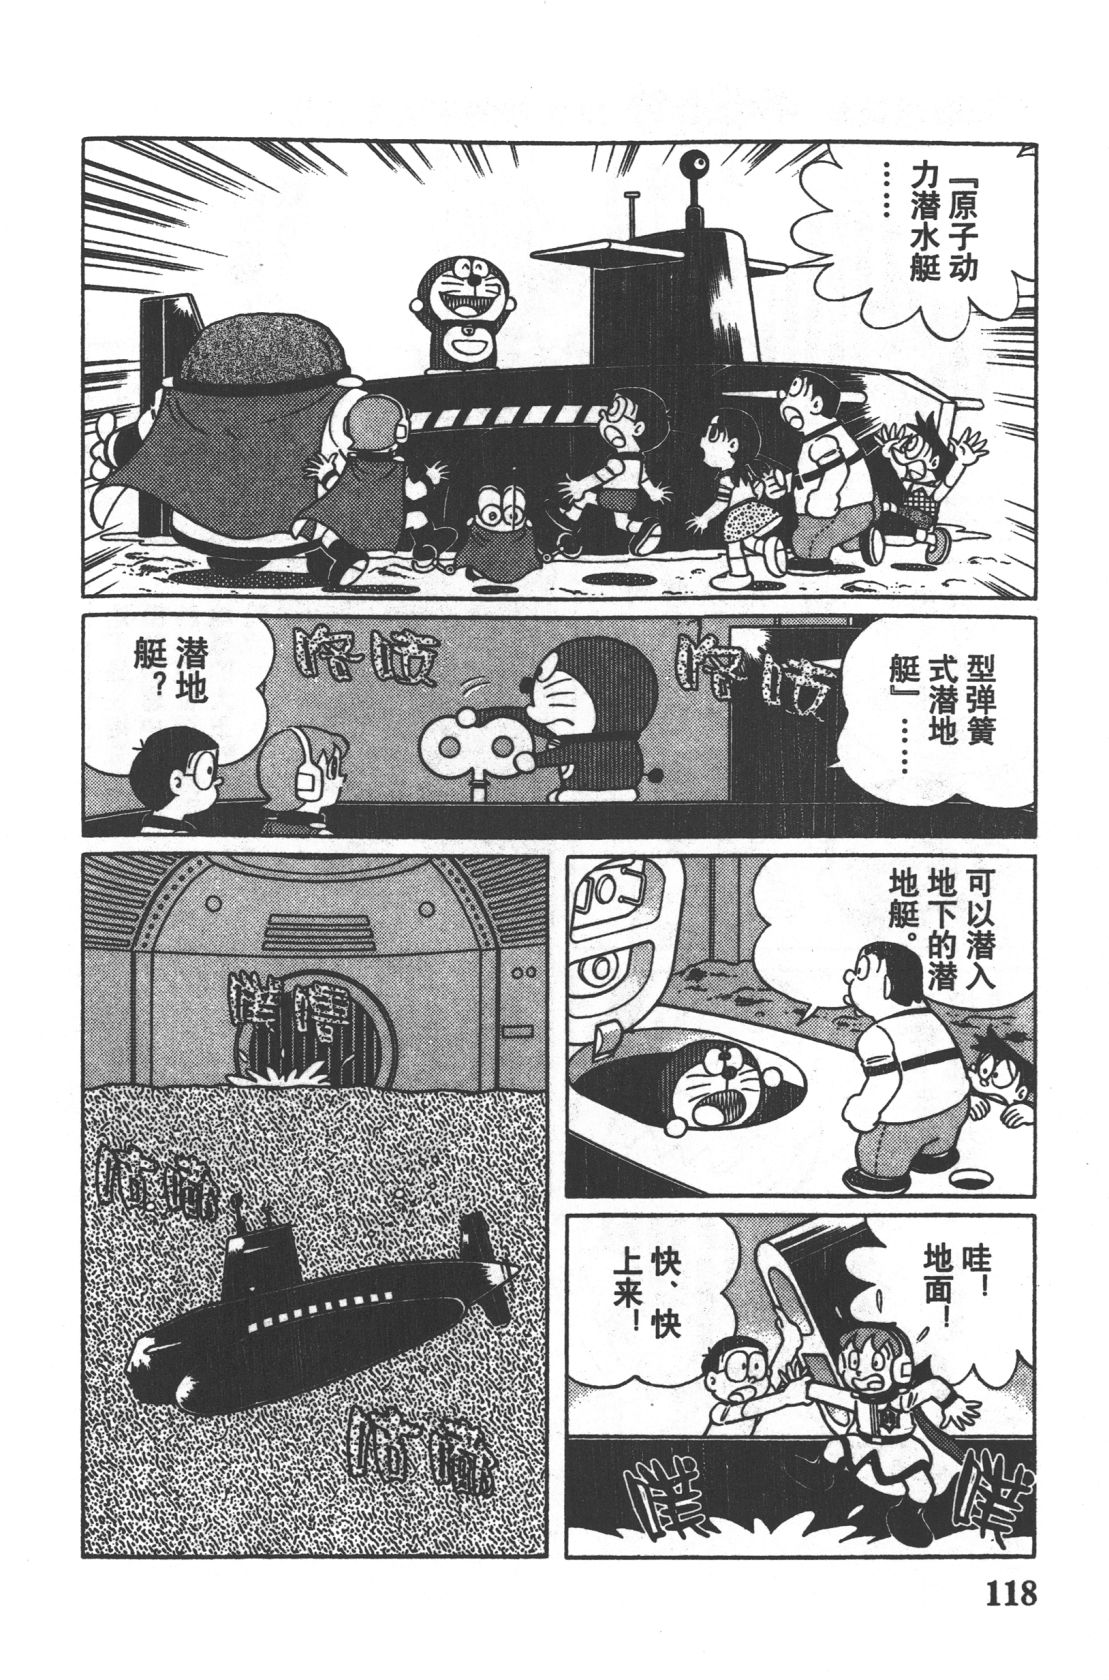 『原子动
力潜水艇
……
型弹簧
式潜地
艇』……
潜地
艇？
可以潜入
地下的潜
地艇。
哇！
地面！
快、快
上来！
118